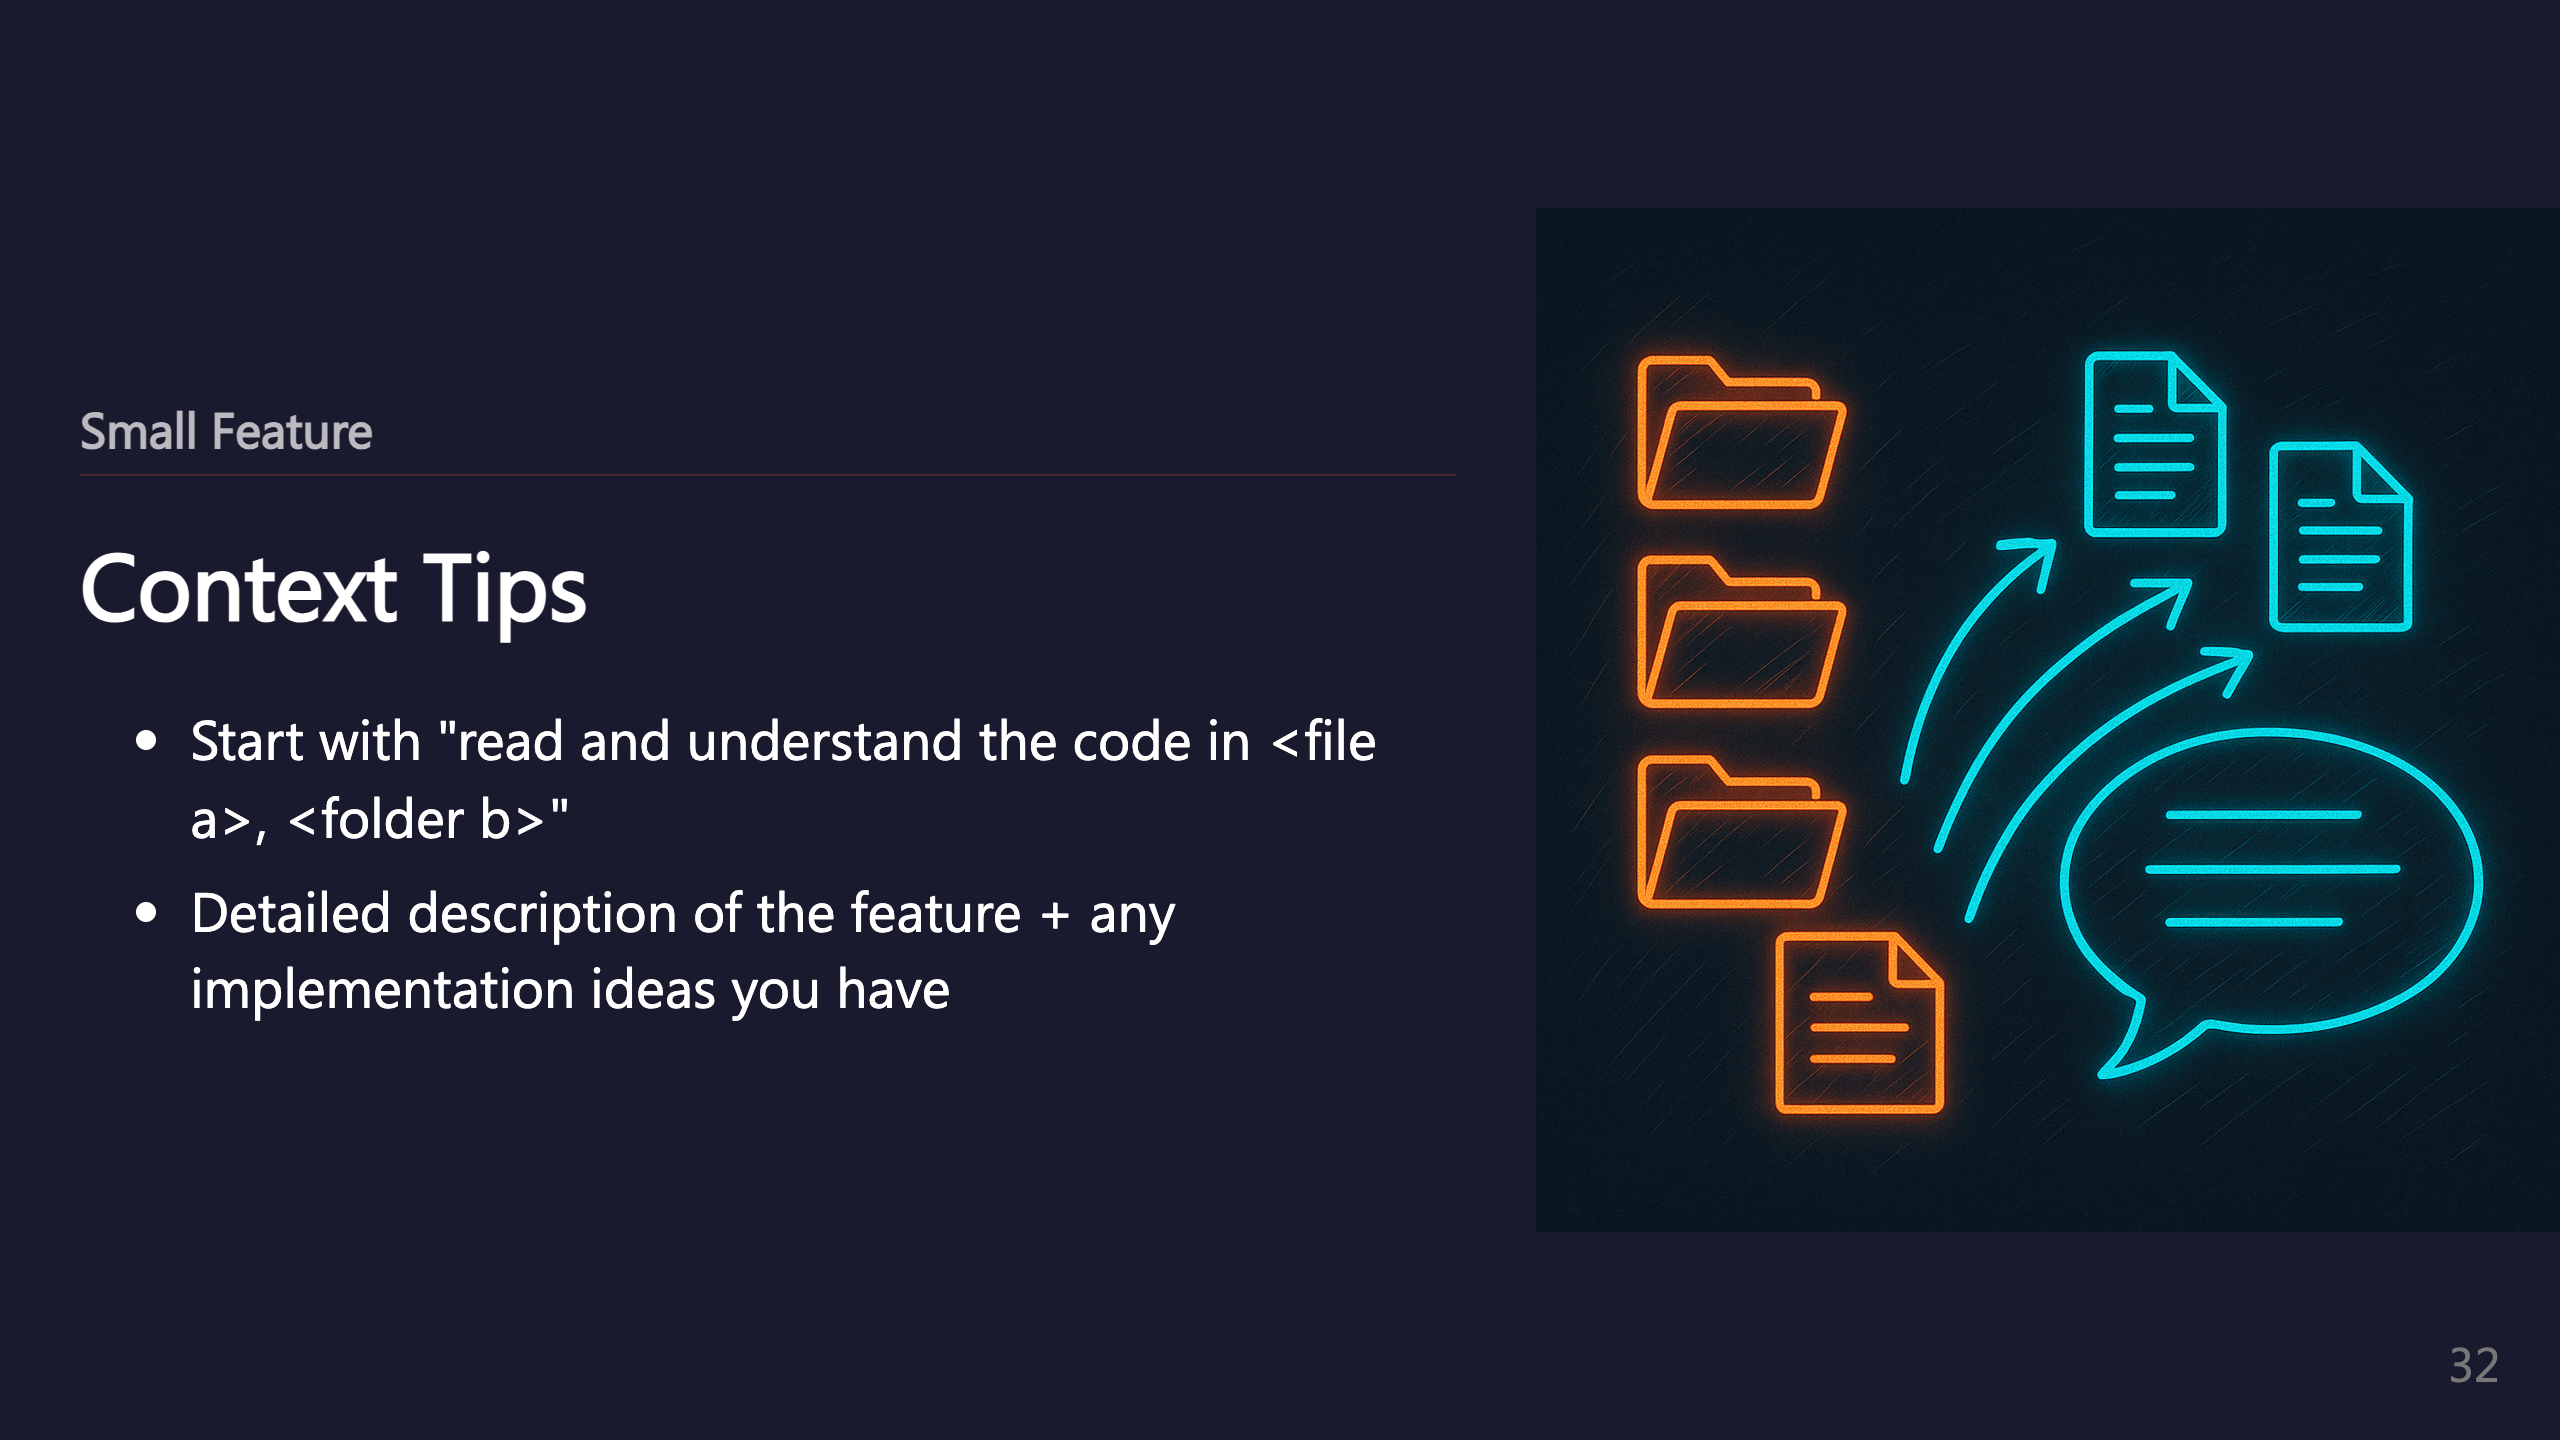 Small Feature
Context Tips
• Start with "read and understand the code in <file
a>, <folder b>"
• Detailed description of the feature + any
implementation ideas you have
32